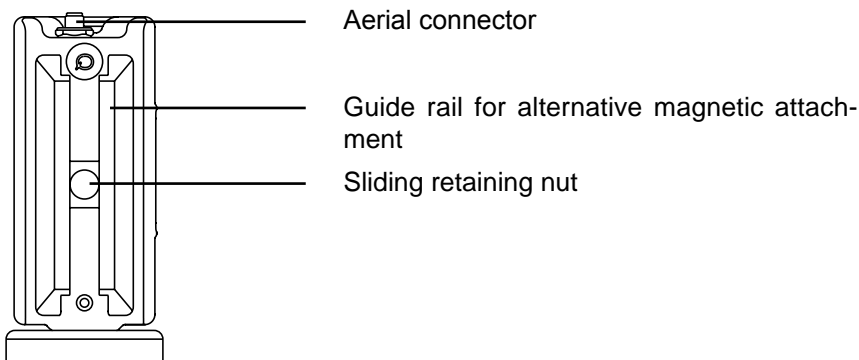 Aerial connector
Guide rail for alternative magnetic attach-
ment
Sliding retaining nut